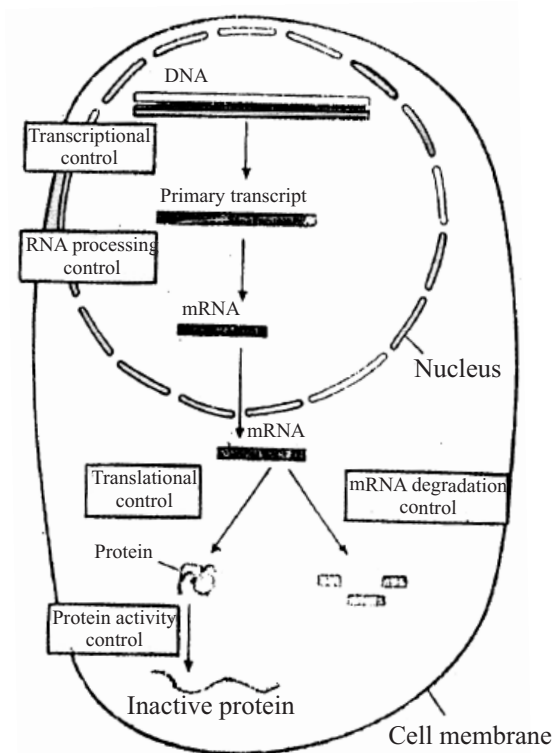 DNA
Transcriptional
control
Primary transcript
RNA processing
control
mRNA
Nucleus
mRNA
Translational
control
mRNA degradation
control
Protein
Protein activity
control
Inactive protein
Cell membrane